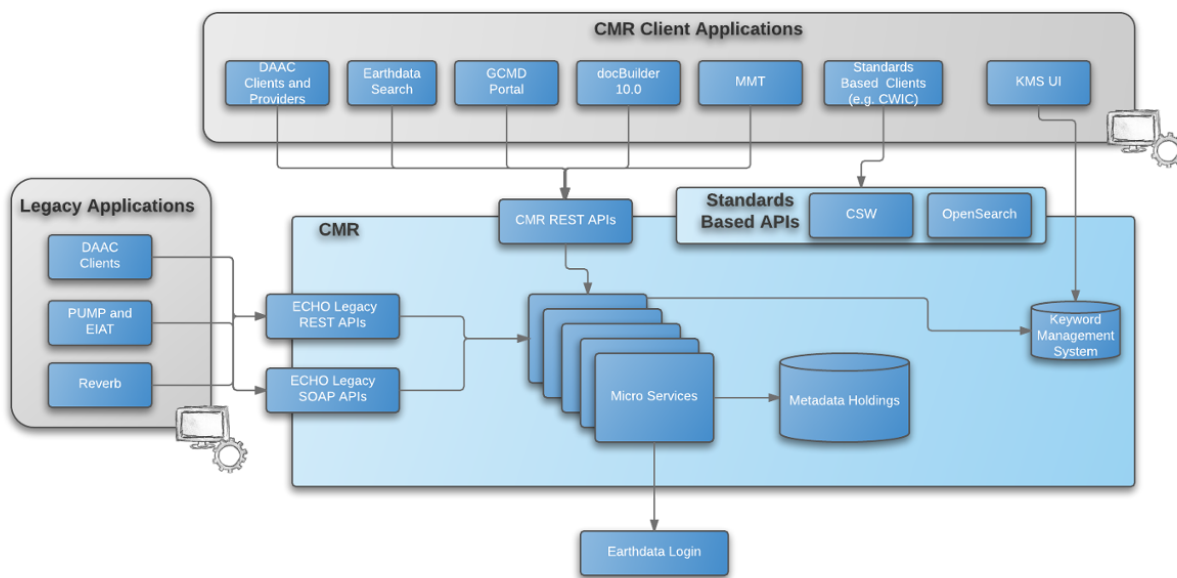 CMR Client Applications
DAAC
Clients and
Providers
Earthdata
Search
GCMD
Portal
docBuilder
10.0
MMT
Standards
Based Clients
(e.g. CWIC)
KMS UI
Legacy Applications
DAAC
Clients
PUMP and
EIAT
Reverb
CMR
CMR REST APIs
Standards
Based APIs
CSW
OpenSearch
ECHO Legacy
REST APIs
ECHO Legacy
SOAP APIs
Micro Services
Metadata Holdings
Keyword
Management
System
Earthdata Login